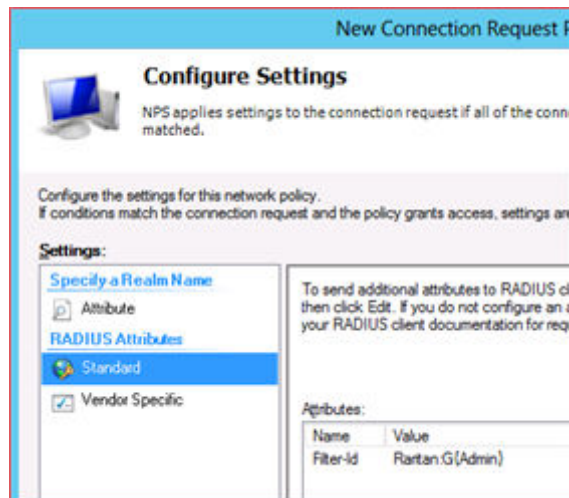 New Connection Request P
Configure Settings
NPS applies settings to the connection request if all of the conn
matched.
Configure the settings for this network policy.
If conditions match the connection request and the policy grants access, settings are
Settings:
Specify a Realm Name
Attribute
RADIUS Attributes
Standard
Vendor Specific
To send additional attributes to RADIUS cl
then click Edit. If you do not configure an a
your RADIUS client documentation for requ
Attributes:
Name Value
Filter-Id Raritan:G{Admin}